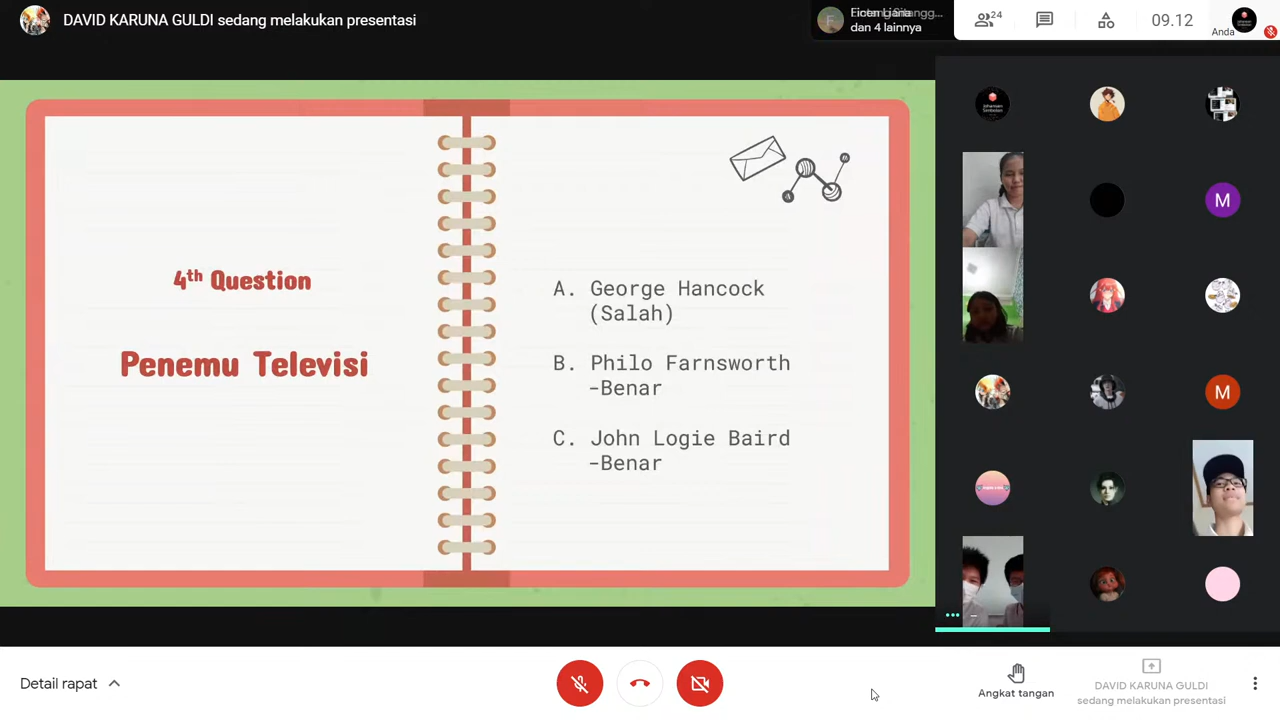 DAVID KARUNA GULDI sedang melakukan presentasi
dan 4 lainnya
24
09.12
Anda
4th Question
Penemu Televisi
A. George Hancock
(Salah)
B. Philo Farnsworth
-Benar
C. John Logie Baird
-Benar
M
M
Detail rapat
Angkat tangan
DAVID KARUNA GULDI
sedang melakukan presentasi